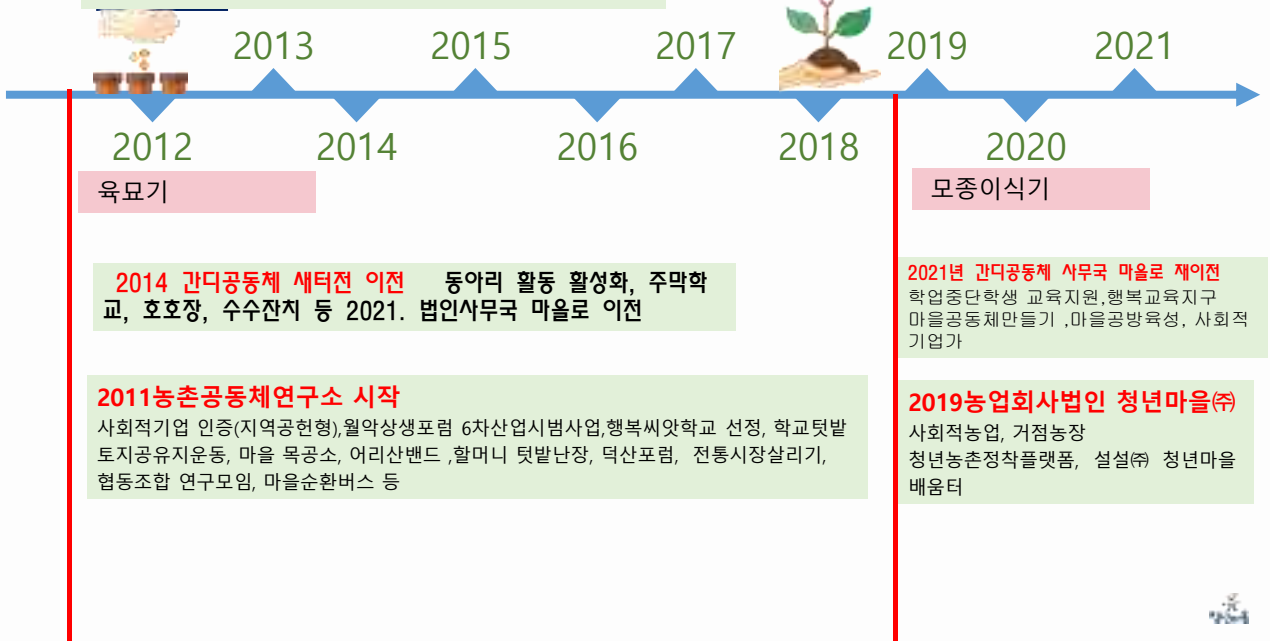 2013 2015 2017 2019 2021
2012 2014 2016 2018 2020
육묘기
모종이식기
2014 간디공동체 새터전 이전 동아리 활동 활성화, 주막학
교, 호호장, 수수잔치 등 2021. 법인사무국 마을로 이전
2011농촌공동체연구소 시작
사회적기업 인증(지역공헌형),월악상생포럼 6차산업시범사업,행복씨앗학교 선정, 학교텃밭
토지공유지운동, 마을 목공소, 어리산밴드 ,할머니 텃밭난장, 덕산포럼, 전통시장살리기,
협동조합 연구모임, 마을순환버스 등
2021년 간디공동체 사무국 마을로 재이전
학업중단학생 교육지원,행복교육지구
마을공동체만들기 ,마을공방육성, 사회적
기업가
2019농업회사법인 청년마을㈜
사회적농업, 거점농장
청년농촌정착플랫폼, 설설㈜ 청년마을
배움터